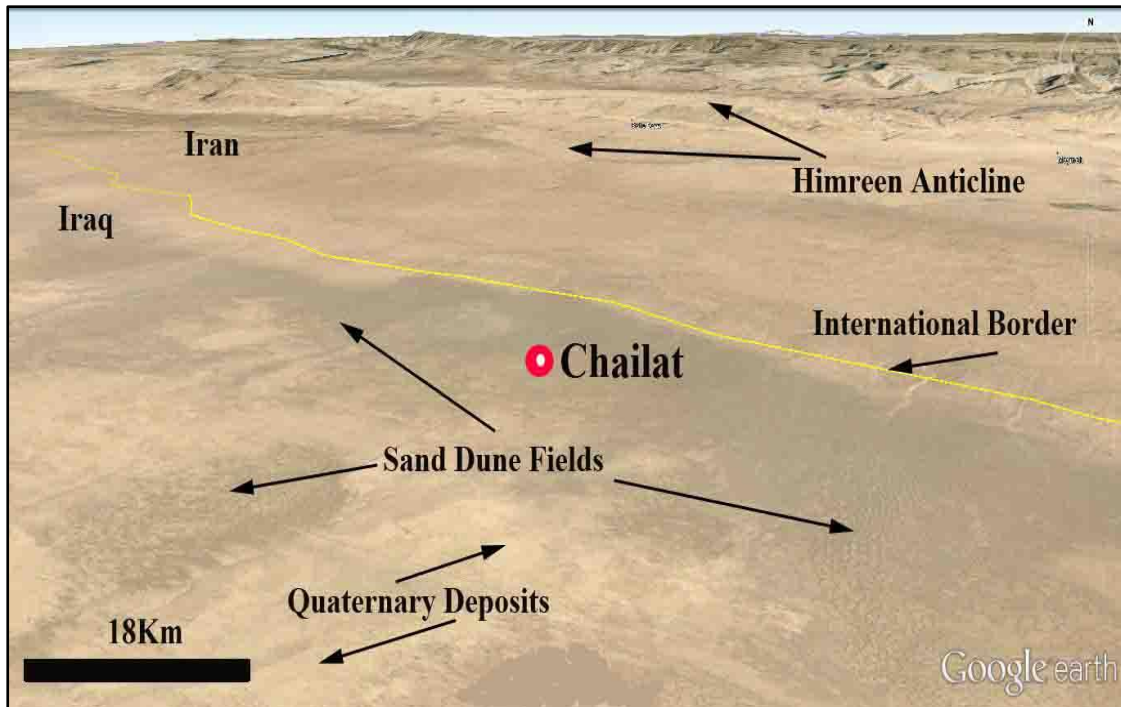 N
Iran
Himreen Anticline
Iraq
International Border
Chailat
Sand Dune Fields
Quaternary Deposits
18Km
Google earth